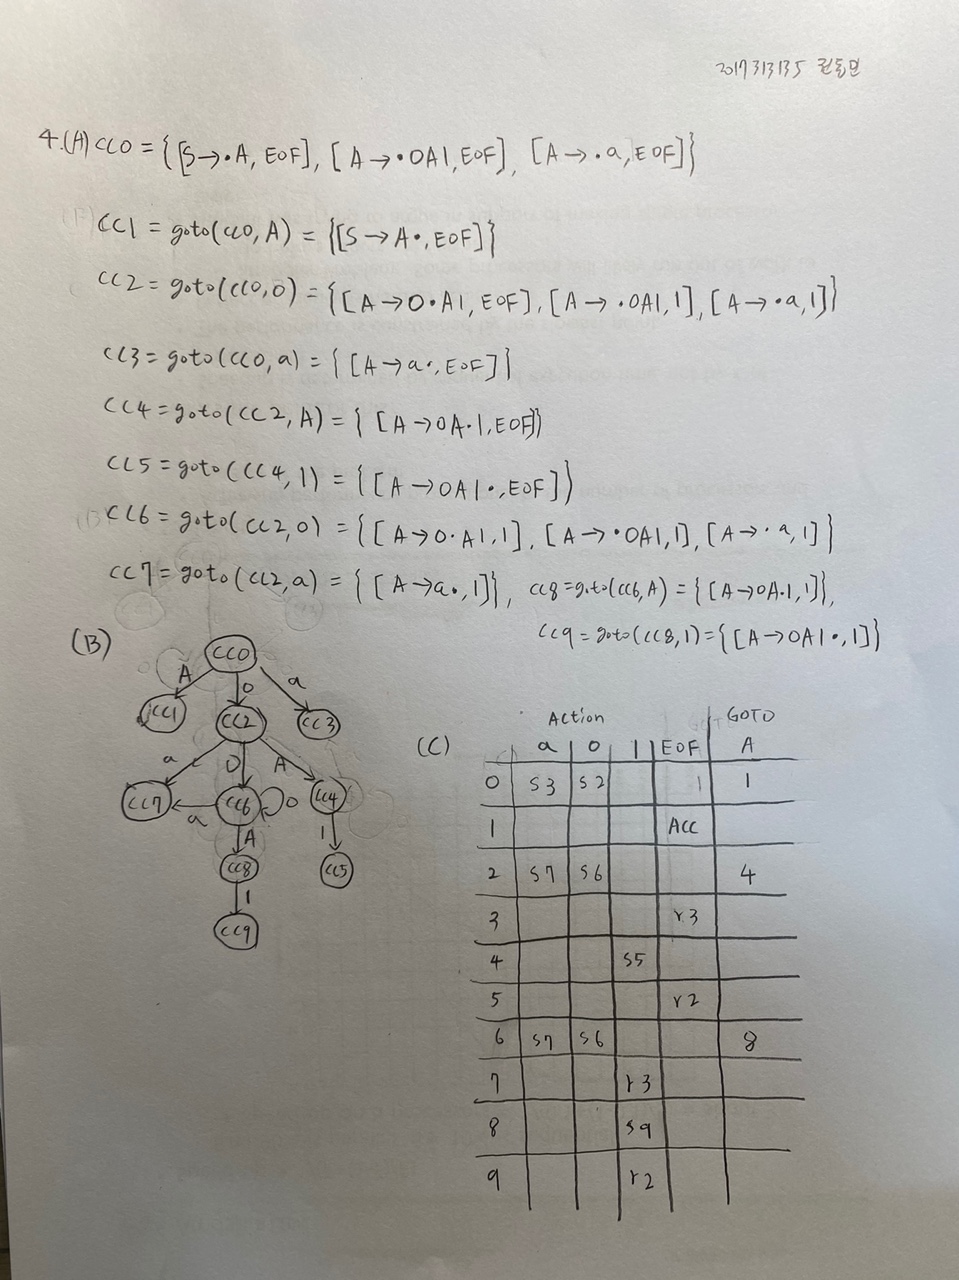 2017313135 권동민
4.(A) CC0 = {[S→·A, EOF], [A→·0A1, EOF], [A→·a, EOF]}
CC1 = goto(CC0, A) = {[S→A·, EOF]}
CC2 = goto(CC0, 0) = {[A→0·A1, EOF], [A→·0A1, 1], [A→·a, 1]}
CC3 = goto(CC0, a) = {[A→a·, EOF]}
CC4 = goto(CC2, A) = {[A→0A·1, EOF]}
CC5 = goto(CC4, 1) = {[A→0A1·, EOF]}
CC6 = goto(CC2, 0) = {[A→0·A1, 1], [A→·0A1, 1], [A→·a, 1]}
CC7 = goto(CC2, a) = {[A→a·, 1]}, CC8 = goto(CC6, A) = {[A→0A·1, 1]},
CC9 = goto(CC8, 1) = {[A→0A1·, 1]}
(B)
CC0
A 0 a
CC1 CC2 CC3
a 0 A
CC7 a CC6 0 CC4
A 1
CC8 CC5
1
CC9
(C)
Action GOTO
a 0 1 EOF A
0 s3 s2 1
1 Acc
2 s7 s6 4
3 r3
4 s5
5 r2
6 s7 s6 8
7 r3
8 s9
9 r2